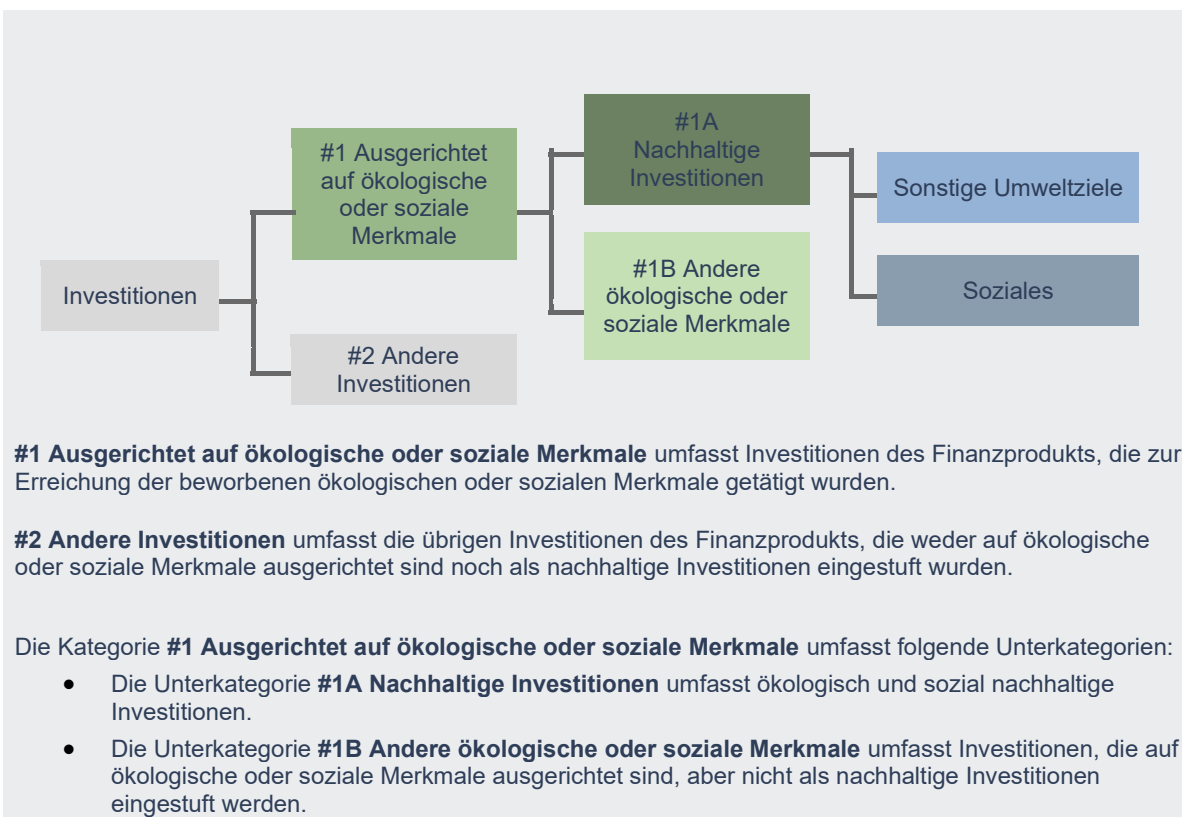 #1 Ausgerichtet
auf ökologische
oder soziale
Merkmale
#1A
Nachhaltige
Investitionen
Sonstige Umweltziele
Investitionen
#1B Andere
ökologische oder
soziale Merkmale
Soziales
#2 Andere
Investitionen
#1 Ausgerichtet auf ökologische oder soziale Merkmale umfasst Investitionen des Finanzprodukts, die zur
Erreichung der beworbenen ökologischen oder sozialen Merkmale getätigt wurden.
#2 Andere Investitionen umfasst die übrigen Investitionen des Finanzprodukts, die weder auf ökologische
oder soziale Merkmale ausgerichtet sind noch als nachhaltige Investitionen eingestuft wurden.
Die Kategorie #1 Ausgerichtet auf ökologische oder soziale Merkmale umfasst folgende Unterkategorien:
• Die Unterkategorie #1A Nachhaltige Investitionen umfasst ökologisch und sozial nachhaltige
Investitionen.
• Die Unterkategorie #1B Andere ökologische oder soziale Merkmale umfasst Investitionen, die auf
ökologische oder soziale Merkmale ausgerichtet sind, aber nicht als nachhaltige Investitionen
eingestuft werden.